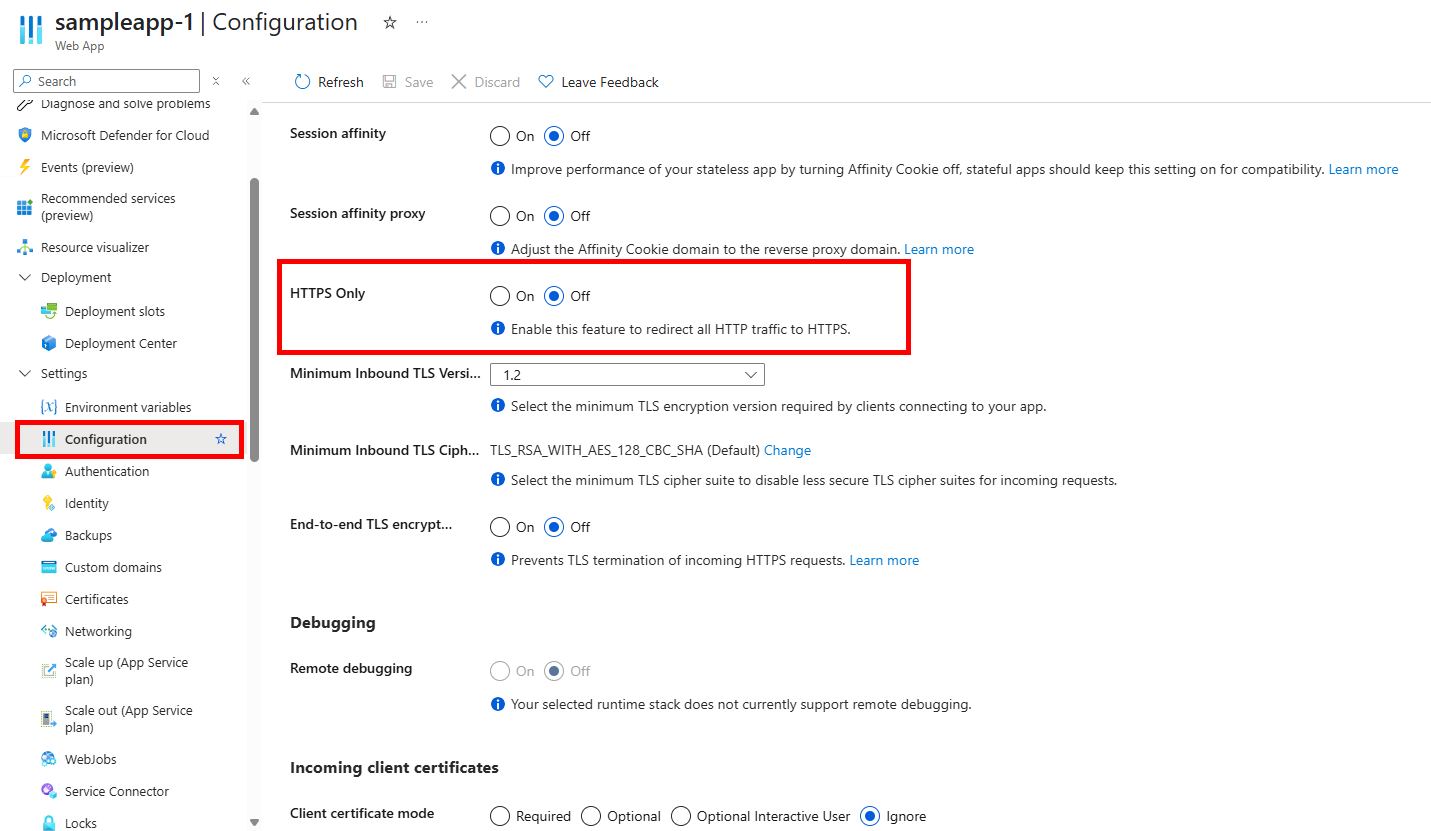 sampleapp-1 | Configuration
Web App
Search
Refresh Save Discard Leave Feedback
Diagnose and solve problems
Microsoft Defender for Cloud
Events (preview)
Recommended services
(preview)
Resource visualizer
Deployment
Deployment slots
Deployment Center
Settings
Environment variables
Configuration
Authentication
Identity
Backups
Custom domains
Certificates
Networking
Scale up (App Service
plan)
Scale out (App Service
plan)
WebJobs
Service Connector
Locks
Session affinity On Off
Improve performance of your stateless app by turning Affinity Cookie off, stateful apps should keep this setting on for compatibility. Learn more
Session affinity proxy On Off
Adjust the Affinity Cookie domain to the reverse proxy domain. Learn more
HTTPS Only On Off
Enable this feature to redirect all HTTP traffic to HTTPS.
Minimum Inbound TLS Versi... 1.2
Select the minimum TLS encryption version required by clients connecting to your app.
Minimum Inbound TLS Ciph... TLS_RSA_WITH_AES_128_CBC_SHA (Default) Change
Select the minimum TLS cipher suite to disable less secure TLS cipher suites for incoming requests.
End-to-end TLS encrypt... On Off
Prevents TLS termination of incoming HTTPS requests. Learn more
Debugging
Remote debugging On Off
Your selected runtime stack does not currently support remote debugging.
Incoming client certificates
Client certificate mode Required Optional Optional Interactive User Ignore